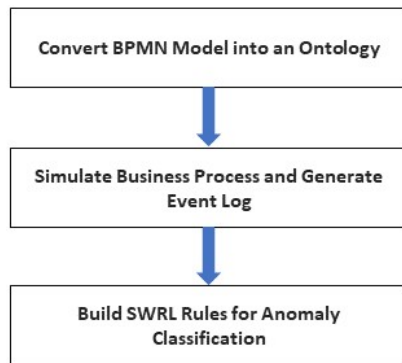 Convert BPMN Model into an Ontology
Simulate Business Process and Generate
Event Log
Build SWRL Rules for Anomaly
Classification